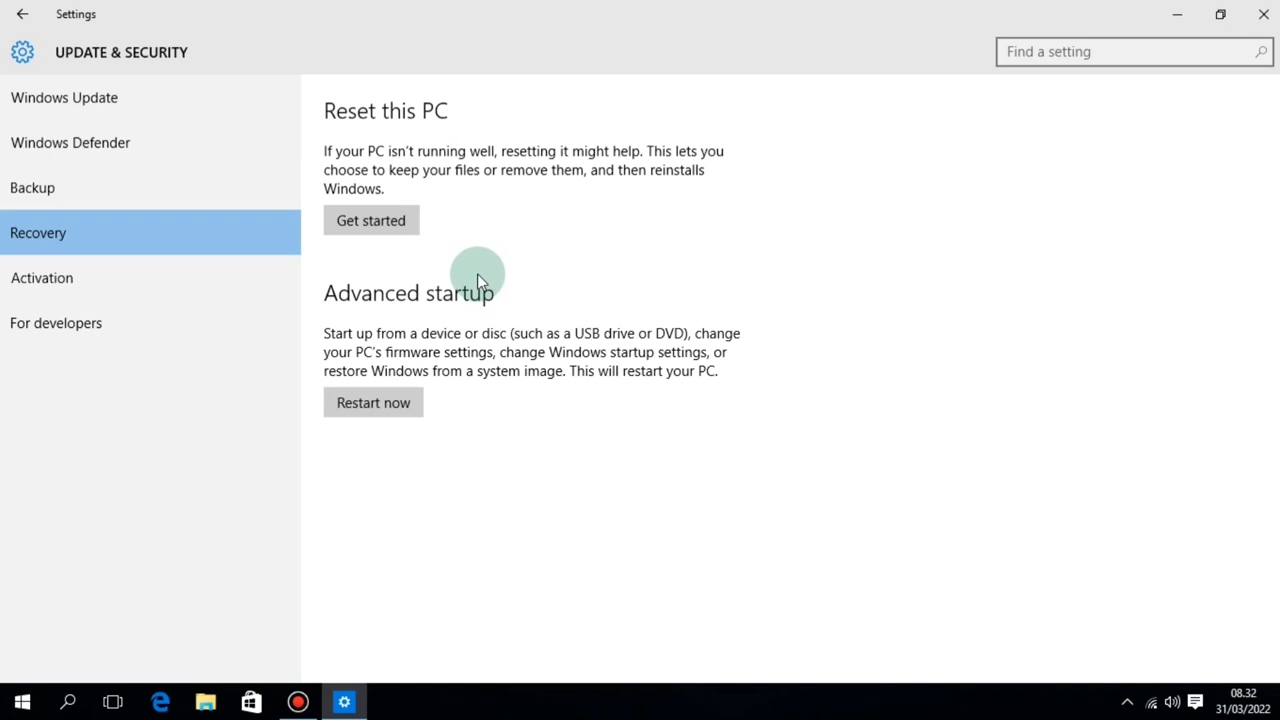 Settings
UPDATE & SECURITY
Find a setting
Windows Update
Windows Defender
Backup
Recovery
Activation
For developers
Reset this PC
If your PC isn't running well, resetting it might help. This lets you
choose to keep your files or remove them, and then reinstalls
Windows.
Get started
Advanced startup
Start up from a device or disc (such as a USB drive or DVD), change
your PC's firmware settings, change Windows startup settings, or
restore Windows from a system image. This will restart your PC.
Restart now
08.32
31/03/2022